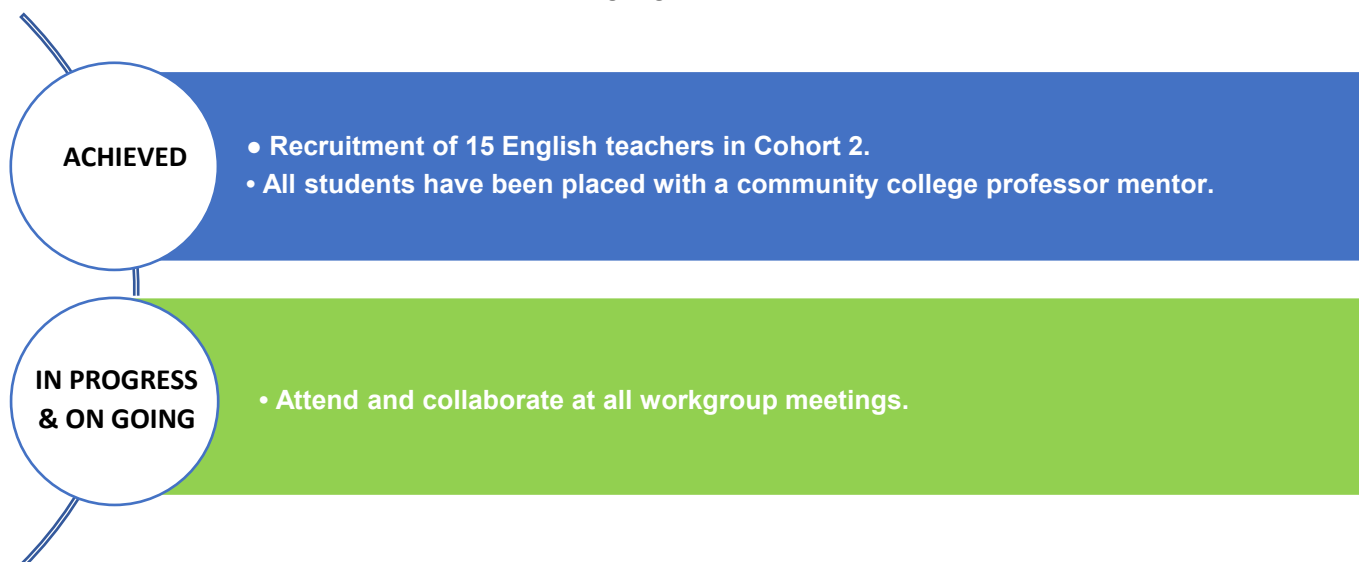 ACHIEVED
● Recruitment of 15 English teachers in Cohort 2.
• All students have been placed with a community college professor mentor.
IN PROGRESS
& ON GOING
• Attend and collaborate at all workgroup meetings.